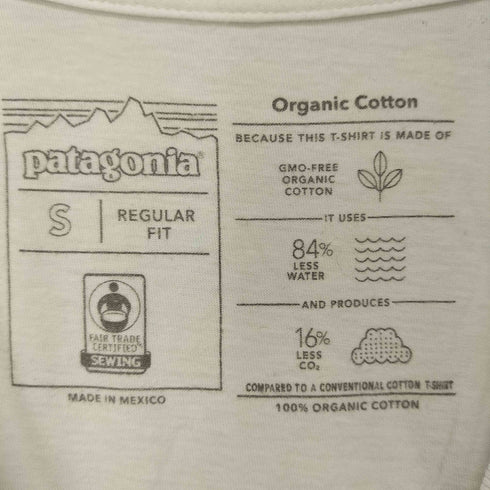 patagonia®
S
REGULAR
FIT
FAIR TRADE
CERTIFIED™
SEWING
MADE IN MEXICO
Organic Cotton
BECAUSE THIS T-SHIRT IS MADE OF
GMO-FREE
ORGANIC
COTTON
IT USES
84%
LESS
WATER
AND PRODUCES
16%
LESS
CO₂
COMPARED TO A CONVENTIONAL COTTON T-SHIRT
100% ORGANIC COTTON